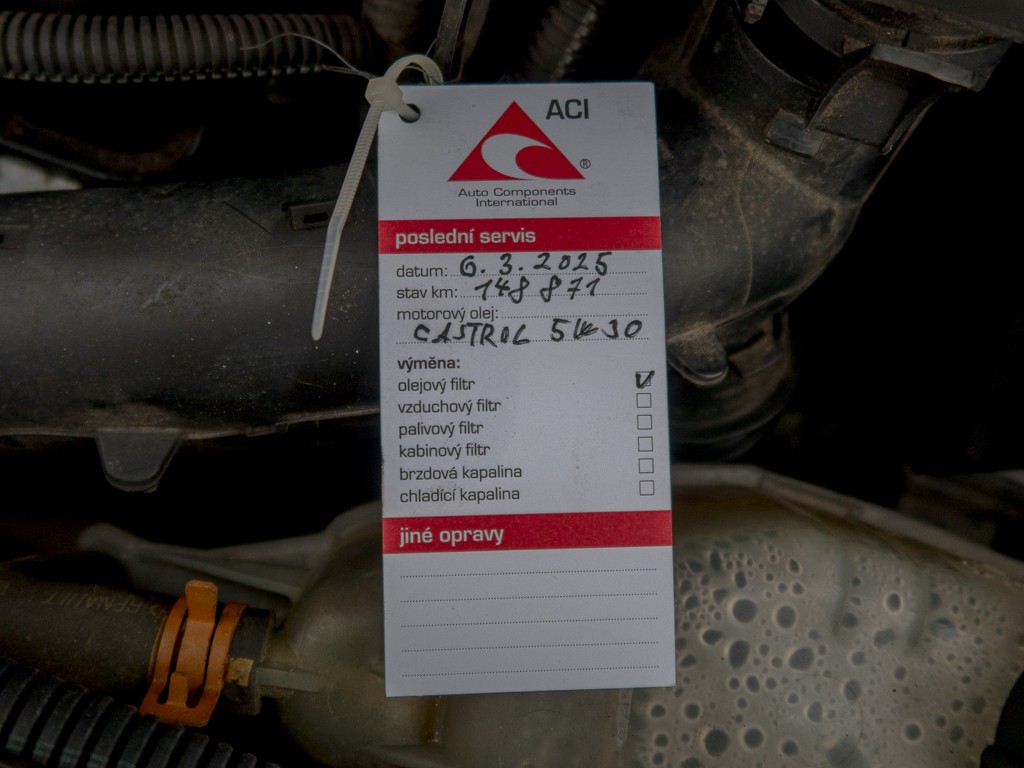 ACI
®
Auto Components
International
poslední servis
datum: 6. 3. 2025
stav km: 148 871
motorový olej:
CASTROL 5W30
výměna:
olejový filtr
vzduchový filtr
palivový filtr
kabinový filtr
brzdová kapalina
chladící kapalina
jiné opravy
RENAULT